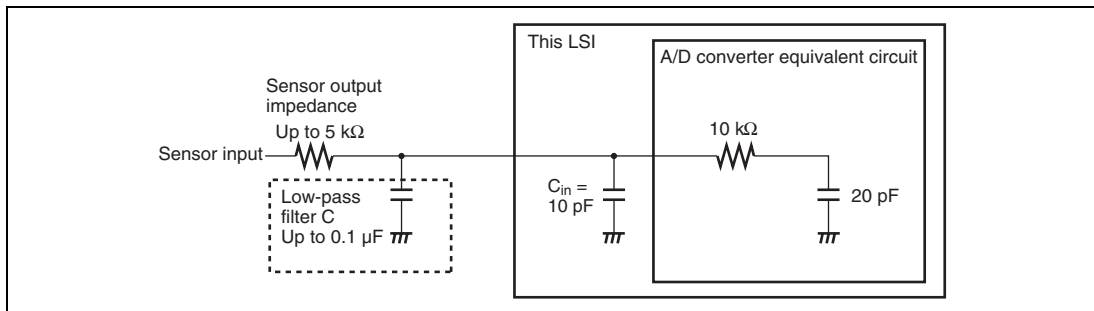 This LSI
A/D converter equivalent circuit
Sensor output
impedance
Up to 5 kΩ
10 kΩ
Sensor input
Low-pass
filter C
Up to 0.1 μF
Cin =
10 pF
20 pF